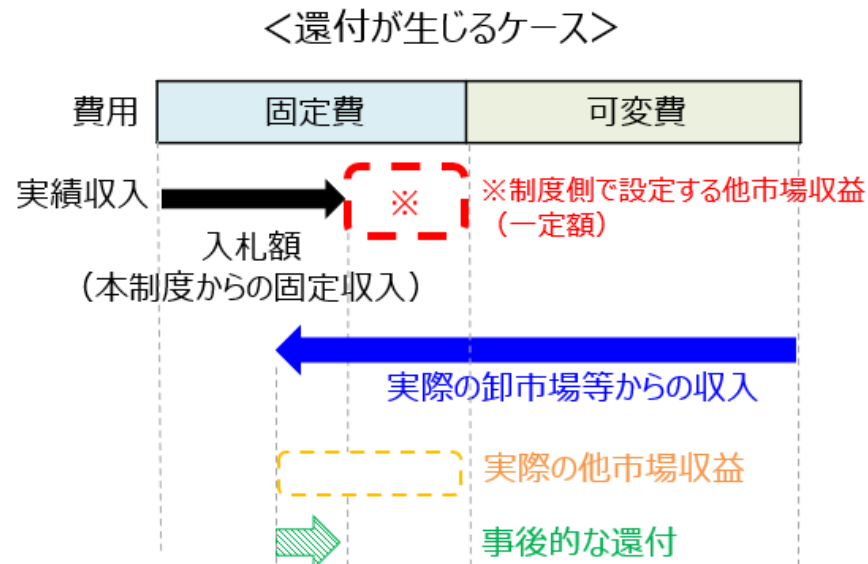 ＜還付が生じるケース＞
費用
固定費
可変費
実績収入
※
※制度側で設定する他市場収益
（一定額）
入札額
（本制度からの固定収入）
実際の卸市場等からの収入
実際の他市場収益
事後的な還付